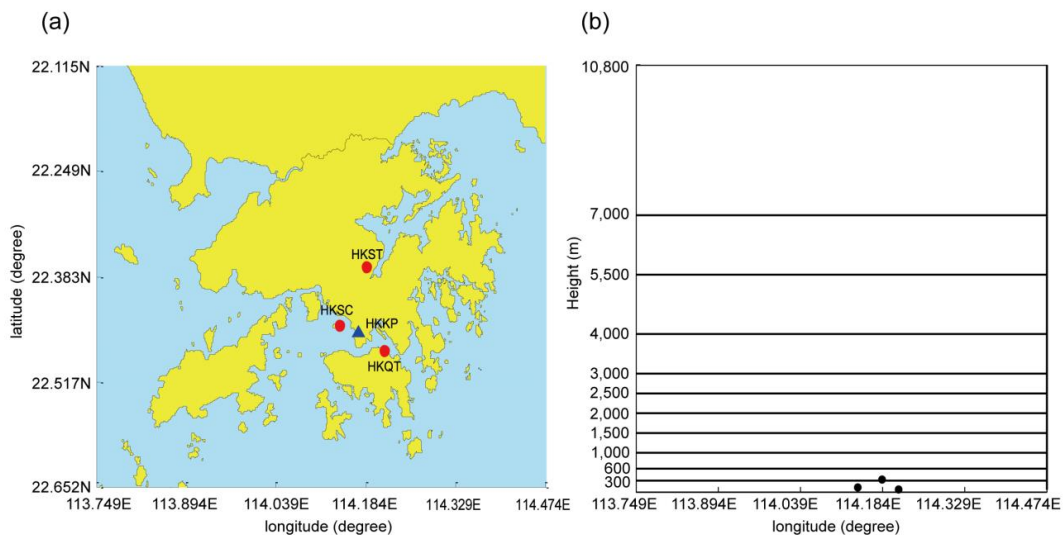 (a)
22.115N
22.249N
22.383N
22.517N
22.652N
latitude (degree)
HKST
HKSC
HKKP
HKQT
113.749E 113.894E 114.039E 114.184E 114.329E 114.474E
longitude (degree)
(b)
10,800
7,000
5,500
4,000
3,000
2,500
2,000
1,500
1,000
600
300
Height (m)
113.749E 113.894E 114.039E 114.184E 114.329E 114.474E
longitude (degree)